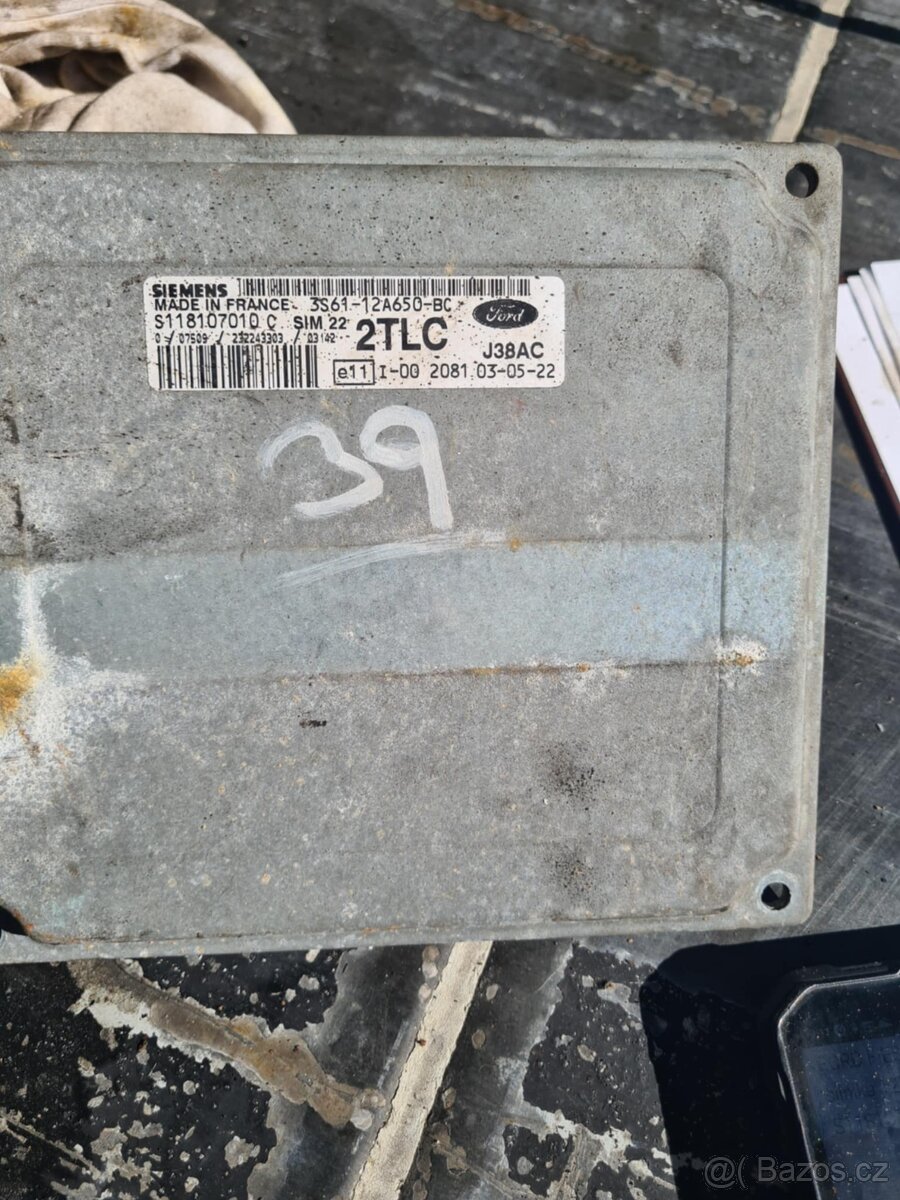 SIEMENS
MADE IN FRANCE 3S61-12A650-BC
Ford
S118107010 C SIM 22 2TLC
J38AC
e11 I-00 2081 03-05-22
39
@( Bazos.cz